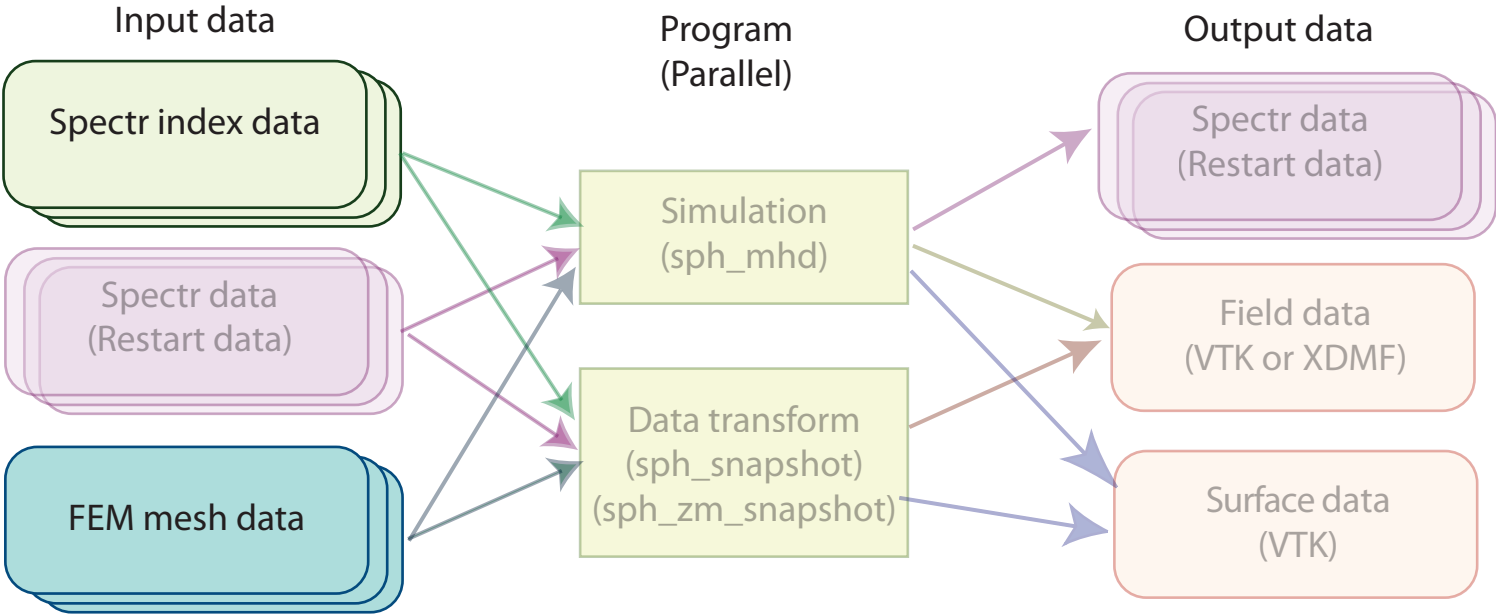 Input data
Spectr index data
Spectr data
(Restart data)
FEM mesh data
Program
(Parallel)
Simulation
(sph_mhd)
Data transform
(sph_snapshot)
(sph_zm_snapshot)
Output data
Spectr data
(Restart data)
Field data
(VTK or XDMF)
Surface data
(VTK)